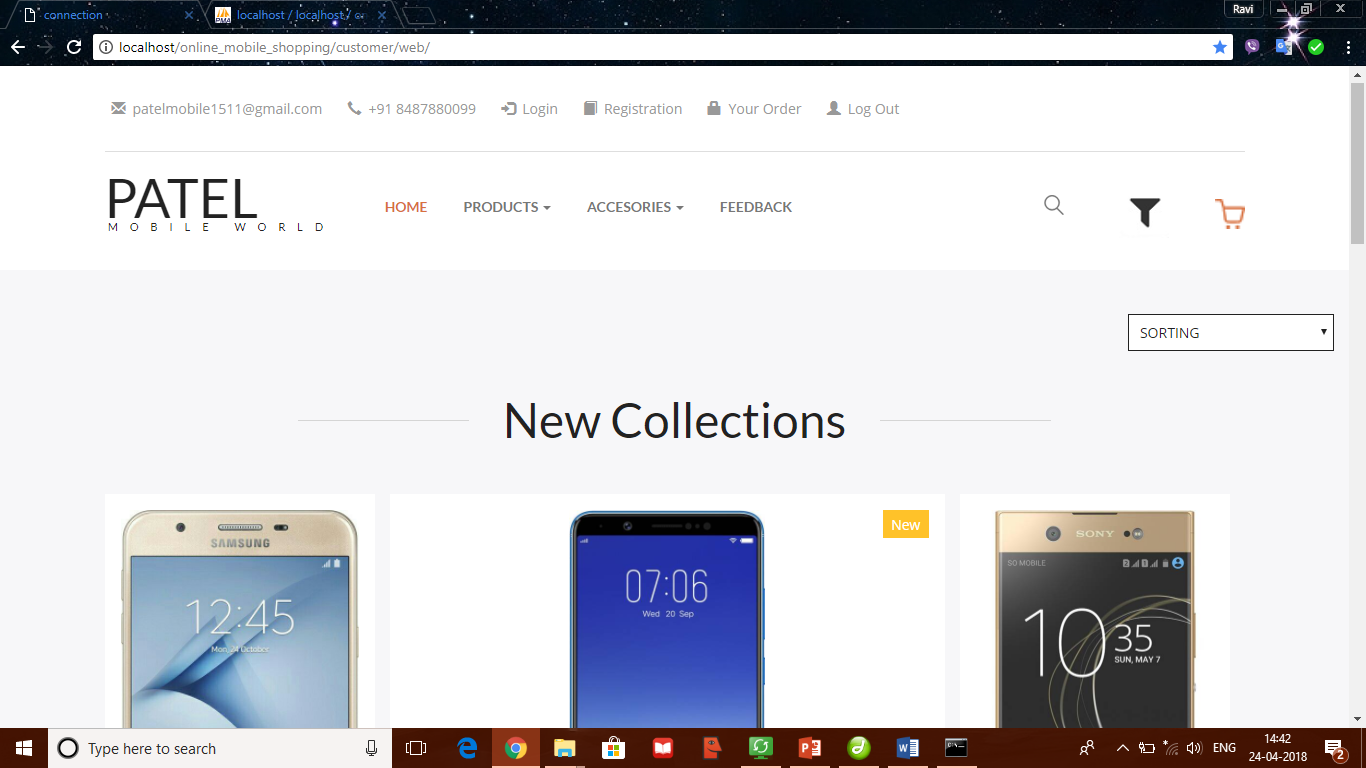 connection
localhost / localhost / c
Ravi
localhost/online_mobile_shopping/customer/web/
patelmobile1511@gmail.com +91 8487880099 Login Registration Your Order Log Out
PATEL
MOBILE WORLD
HOME PRODUCTS ACCESORIES FEEDBACK
SORTING
New Collections
SAMSUNG
12:45
Mon, 24 October
New
07:06
Wed 20 Sep
SONY
SO MOBILE
10 35
SUN, MAY 7
Type here to search
ENG
14:42
24-04-2018
2